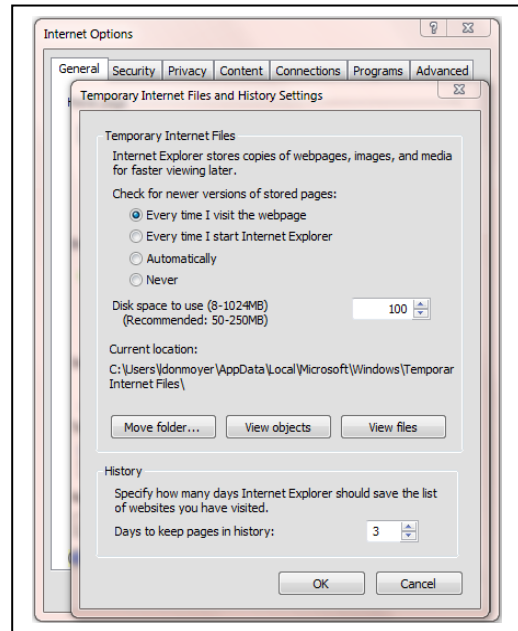 Internet Options
General Security Privacy Content Connections Programs Advanced
Temporary Internet Files and History Settings
Temporary Internet Files
Internet Explorer stores copies of webpages, images, and media
for faster viewing later.
Check for newer versions of stored pages:
Every time I visit the webpage
Every time I start Internet Explorer
Automatically
Never
Disk space to use (8-1024MB)
(Recommended: 50-250MB)
100
Current location:
C:\Users\ldonmoyer\AppData\Local\Microsoft\Windows\Temporar
Internet Files\
Move folder... View objects View files
History
Specify how many days Internet Explorer should save the list
of websites you have visited.
Days to keep pages in history: 3
OK Cancel